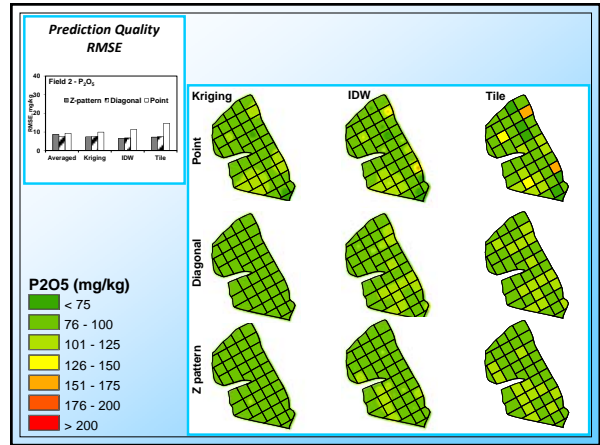 Prediction Quality
RMSE
Field 2 - P₂O₅
Z-pattern Diagonal Point
RMSE, mg/kg
40
30
20
10
0
Averaged Kriging IDW Tile
Kriging IDW Tile
Point
Diagonal
Z pattern
P2O5 (mg/kg)
< 75
76 - 100
101 - 125
126 - 150
151 - 175
176 - 200
> 200